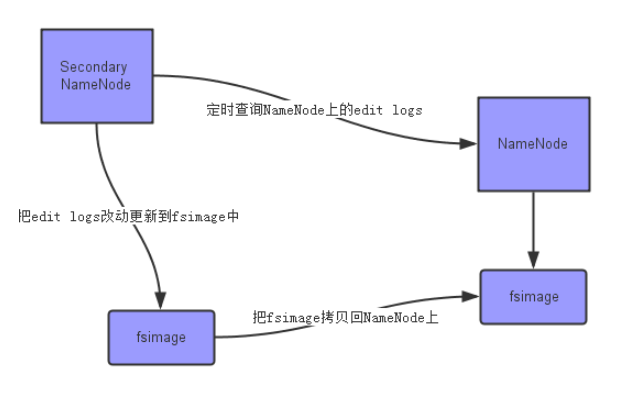 Secondary
NameNode
定时查询NameNode上的edit logs
NameNode
把edit logs改动更新到fsimage中
fsimage
把fsimage拷贝回NameNode上
fsimage